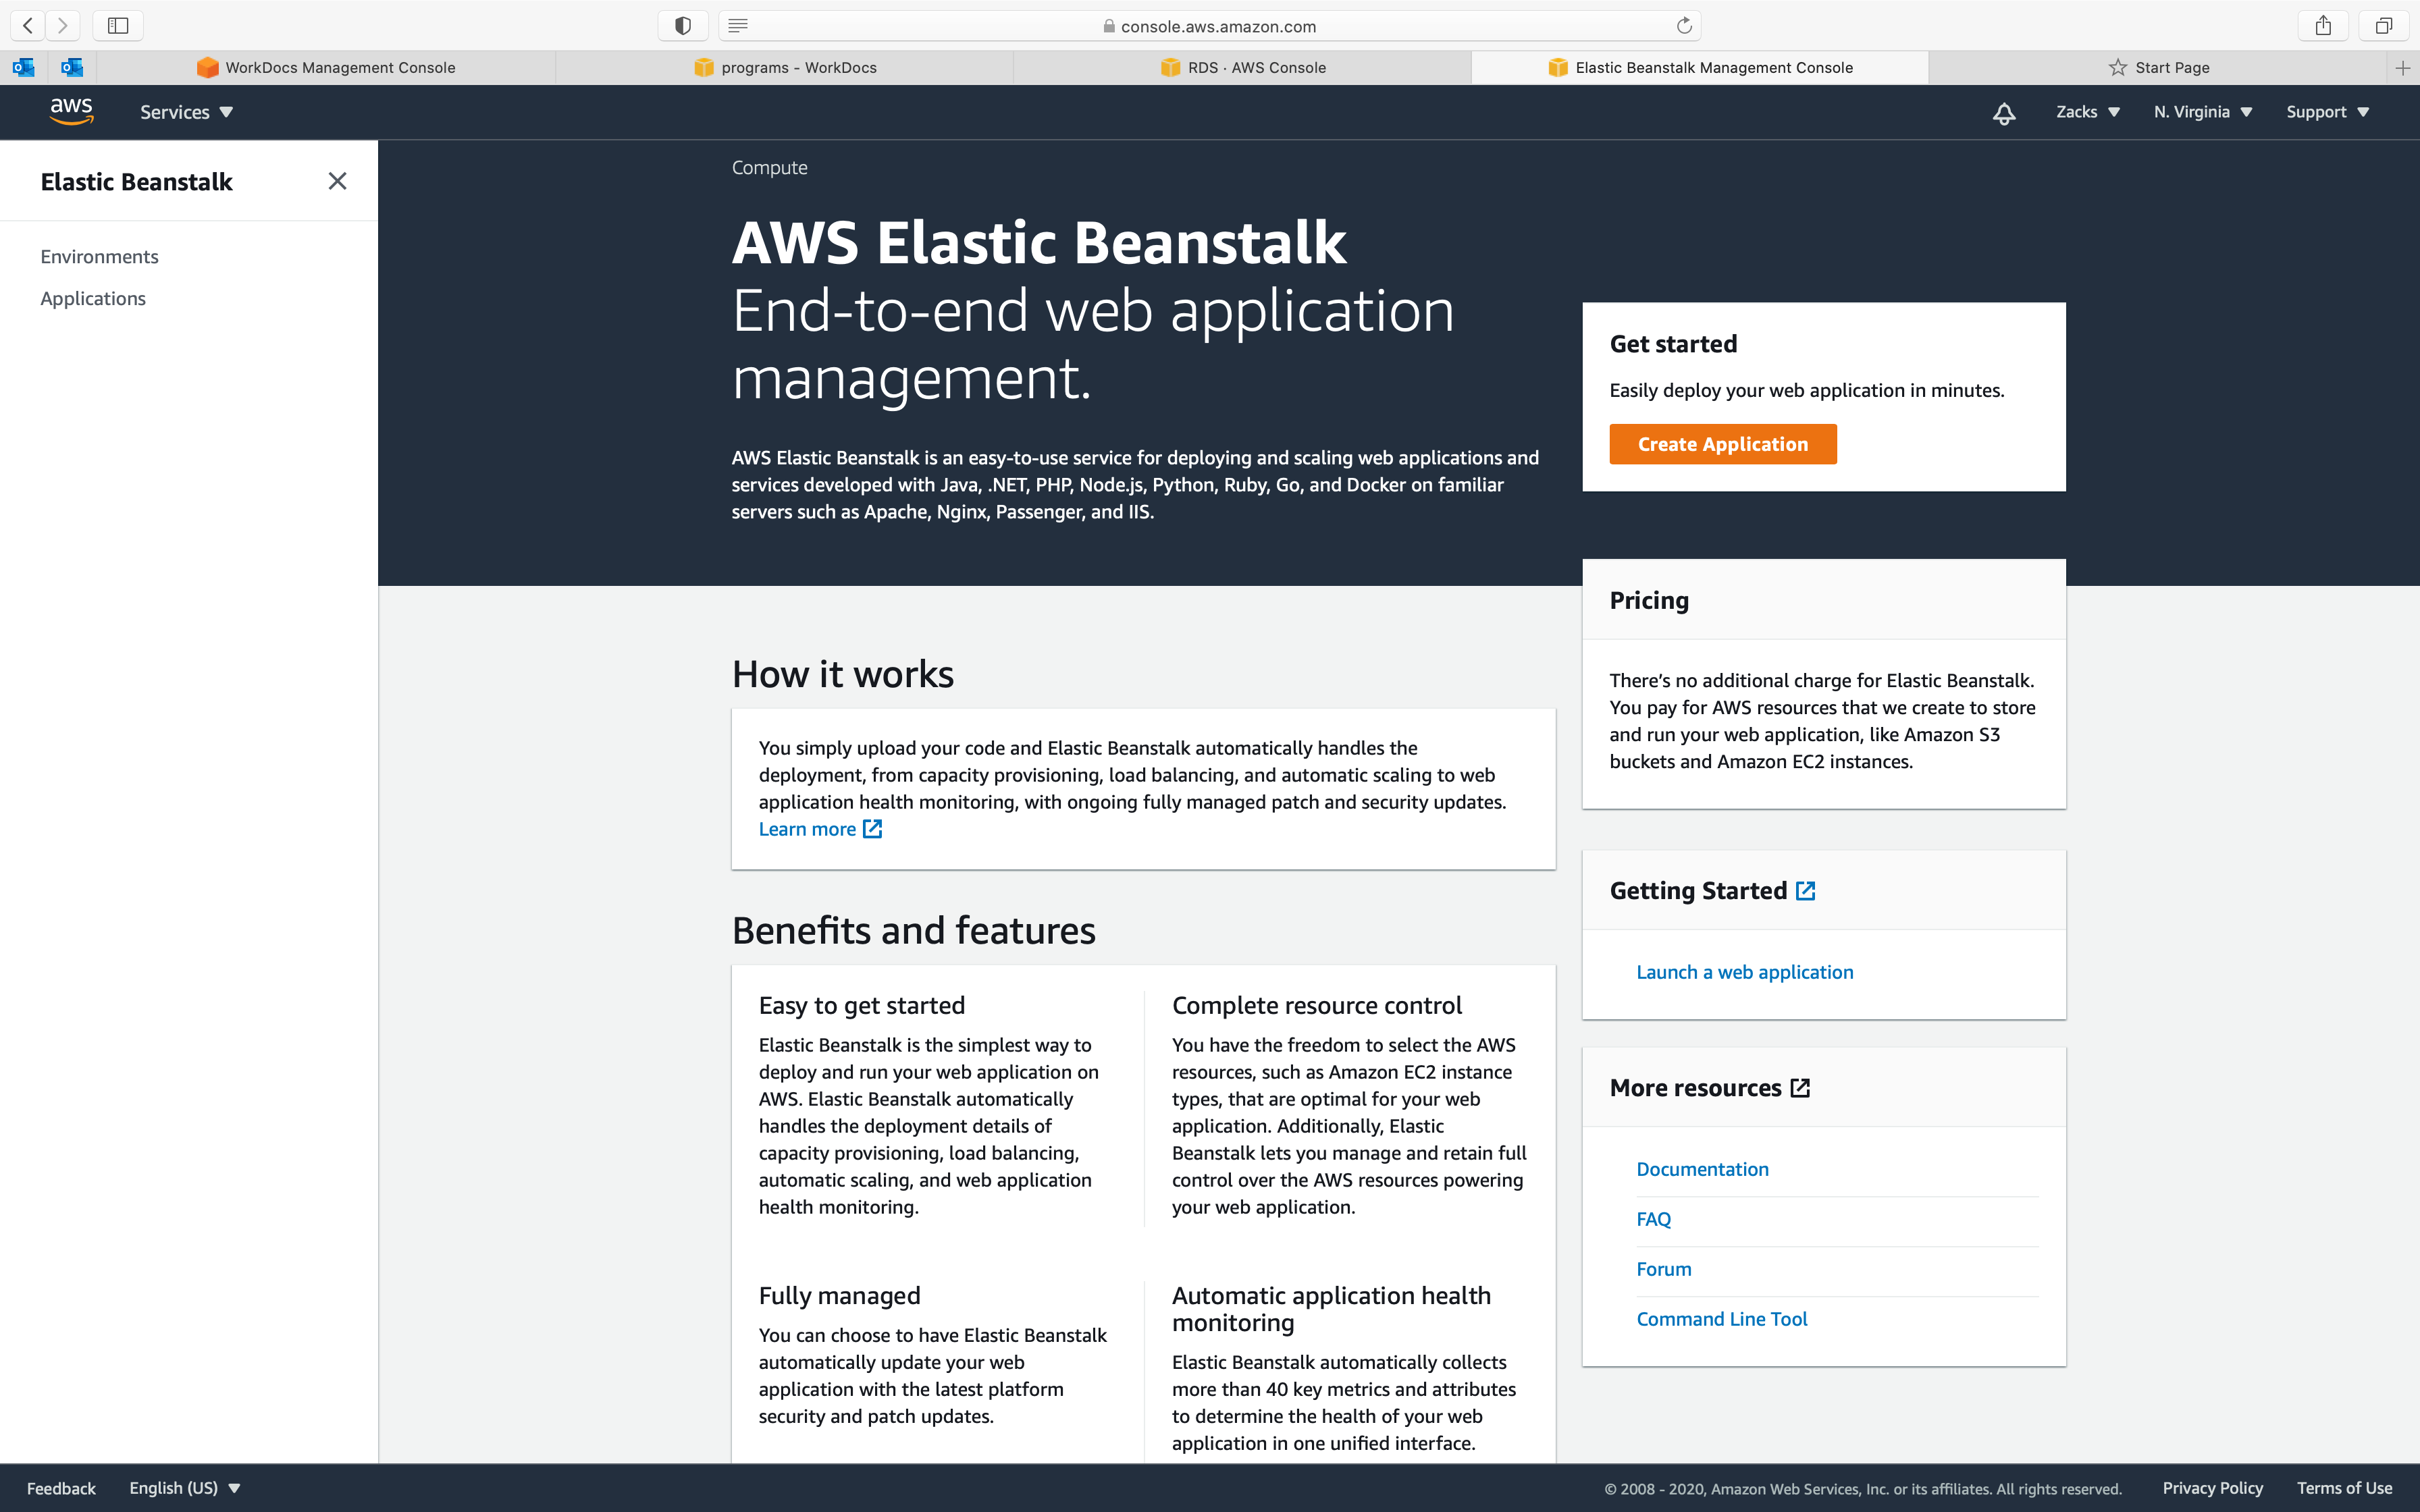 console.aws.amazon.com
WorkDocs Management Console
programs - WorkDocs
RDS · AWS Console
Elastic Beanstalk Management Console
Start Page
aws
Services
Zacks
N. Virginia
Support
Elastic Beanstalk
Environments
Applications
Compute
AWS Elastic Beanstalk
End-to-end web application
management.
AWS Elastic Beanstalk is an easy-to-use service for deploying and scaling web applications and
services developed with Java, .NET, PHP, Node.js, Python, Ruby, Go, and Docker on familiar
servers such as Apache, Nginx, Passenger, and IIS.
Get started
Easily deploy your web application in minutes.
Create Application
Pricing
There's no additional charge for Elastic Beanstalk.
You pay for AWS resources that we create to store
and run your web application, like Amazon S3
buckets and Amazon EC2 instances.
How it works
You simply upload your code and Elastic Beanstalk automatically handles the
deployment, from capacity provisioning, load balancing, and automatic scaling to web
application health monitoring, with ongoing fully managed patch and security updates.
Learn more
Getting Started
Launch a web application
Benefits and features
Easy to get started
Elastic Beanstalk is the simplest way to
deploy and run your web application on
AWS. Elastic Beanstalk automatically
handles the deployment details of
capacity provisioning, load balancing,
automatic scaling, and web application
health monitoring.
Complete resource control
You have the freedom to select the AWS
resources, such as Amazon EC2 instance
types, that are optimal for your web
application. Additionally, Elastic
Beanstalk lets you manage and retain full
control over the AWS resources powering
your web application.
Fully managed
You can choose to have Elastic Beanstalk
automatically update your web
application with the latest platform
security and patch updates.
Automatic application health
monitoring
Elastic Beanstalk automatically collects
more than 40 key metrics and attributes
to determine the health of your web
application in one unified interface.
More resources
Documentation
FAQ
Forum
Command Line Tool
Feedback
English (US)
© 2008 - 2020, Amazon Web Services, Inc. or its affiliates. All rights reserved.
Privacy Policy
Terms of Use